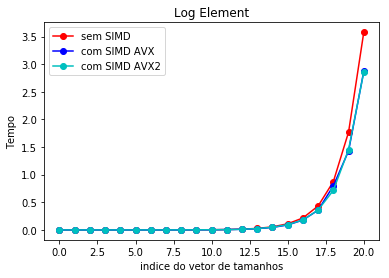 Log Element
sem SIMD
com SIMD AVX
com SIMD AVX2
Tempo
3.5
3.0
2.5
2.0
1.5
1.0
0.5
0.0
0.0 2.5 5.0 7.5 10.0 12.5 15.0 17.5 20.0
indice do vetor de tamanhos